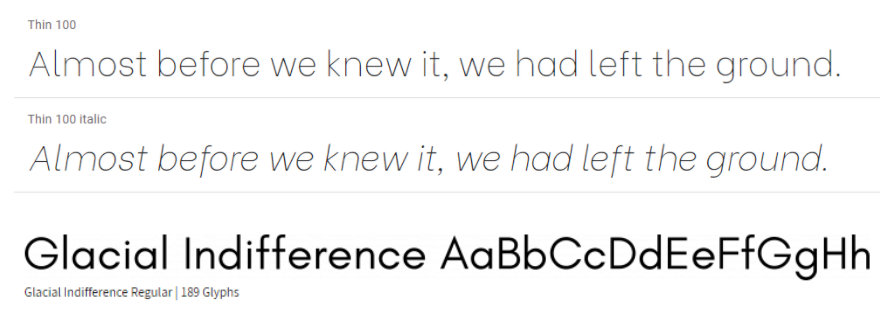 Thin 100
Almost before we knew it, we had left the ground.
Thin 100 italic
Almost before we knew it, we had left the ground.
Glacial Indifference AaBbCcDdEeFfGgHh
Glacial Indifference Regular | 189 Glyphs